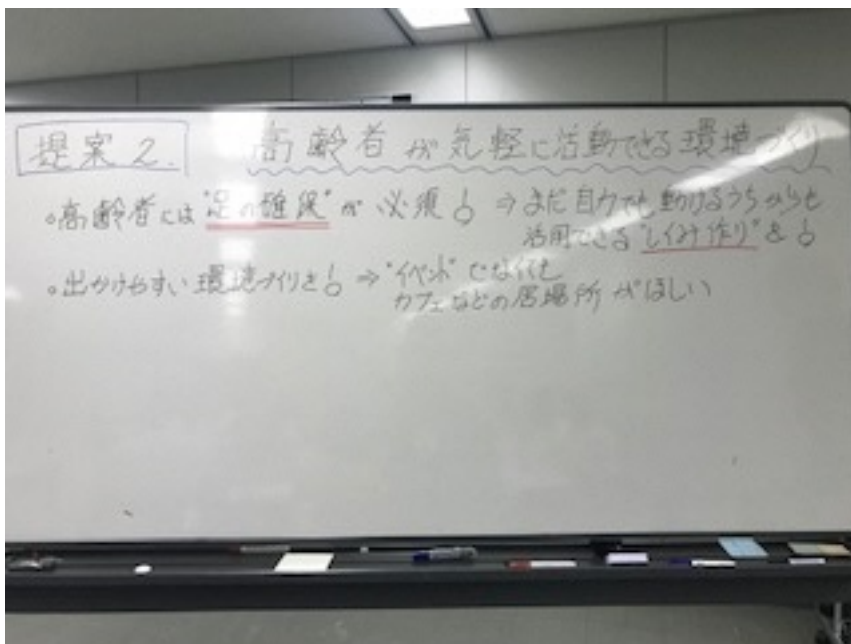 提案 2. 高齢者が気軽に活動できる環境づくり
。高齢者には"足の確保"が必須! ⇒ まだ自力でも動けるうちからも
活用できる"しくみ作り"を!
。出かけやすい環境づくりを! ⇒ "イベント"でなくても
カフェなどの居場所がほしい